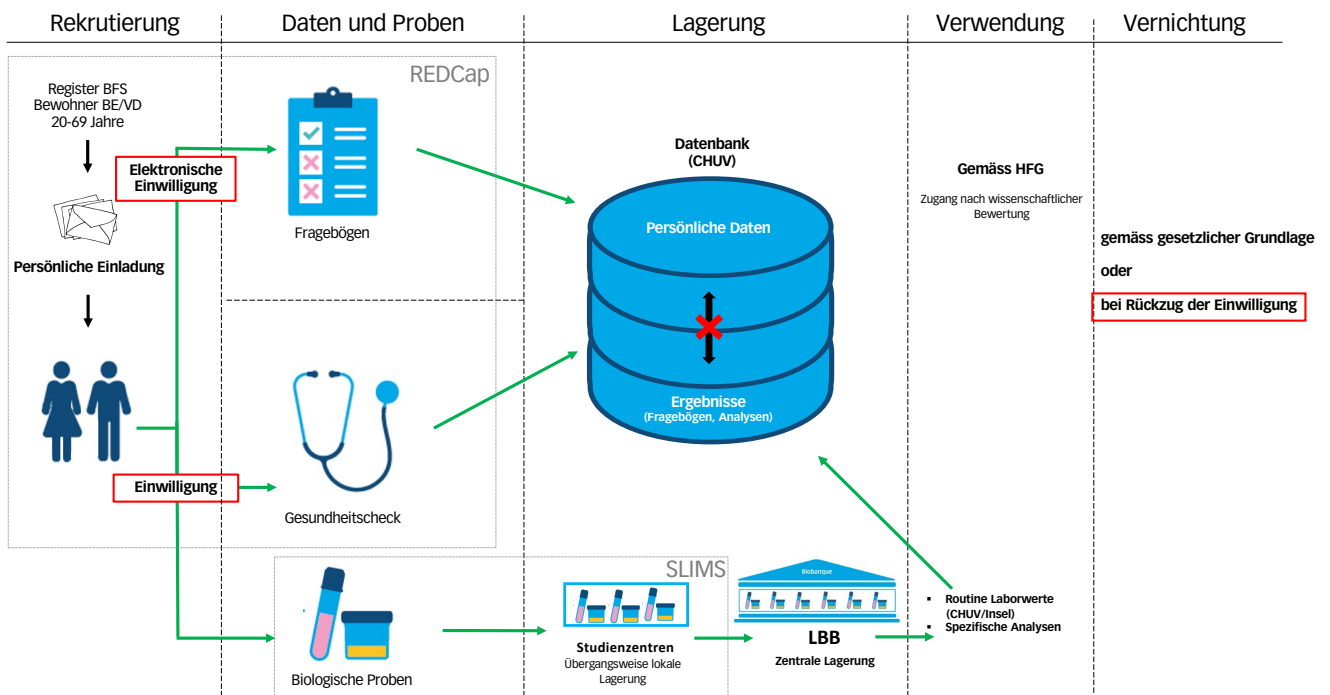 Rekrutierung
Daten und Proben
Lagerung
Verwendung
Vernichtung
REDCap
Register BFS
Bewohner BE/VD
20-69 Jahre
Elektronische
Einwilligung
Persönliche Einladung
Fragebögen
Einwilligung
Gesundheitscheck
Datenbank
(CHUV)
Persönliche Daten
Ergebnisse
(Fragebögen, Analysen)
Gemäss HFG
Zugang nach wissenschaftlicher
Bewertung
gemäss gesetzlicher Grundlage
oder
bei Rückzug der Einwilligung
SLIMS
Biologische Proben
Studienzentren
Übergangsweise lokale
Lagerung
Biobanque
LBB
Zentrale Lagerung
▪ Routine Laborwerte
(CHUV/Insel)
▪ Spezifische Analysen